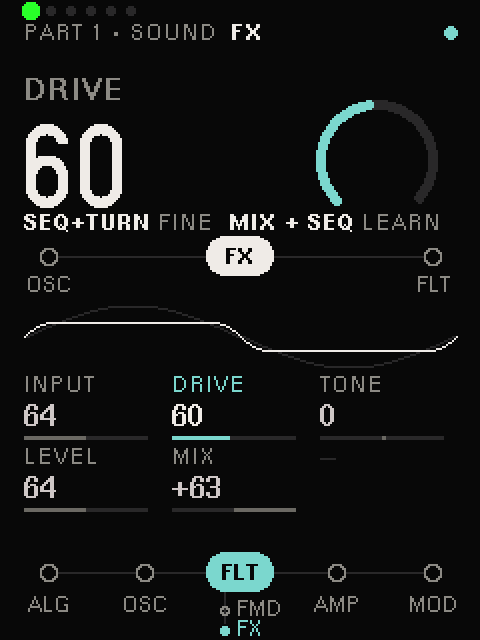 PART 1 · SOUND FX
DRIVE
60
SEQ+TURN FINE MIX + SEQ LEARN
FX
OSC FLT
INPUT DRIVE TONE
64 60 0
LEVEL MIX —
64 +63
FLT
ALG OSC AMP MOD
FMD
FX